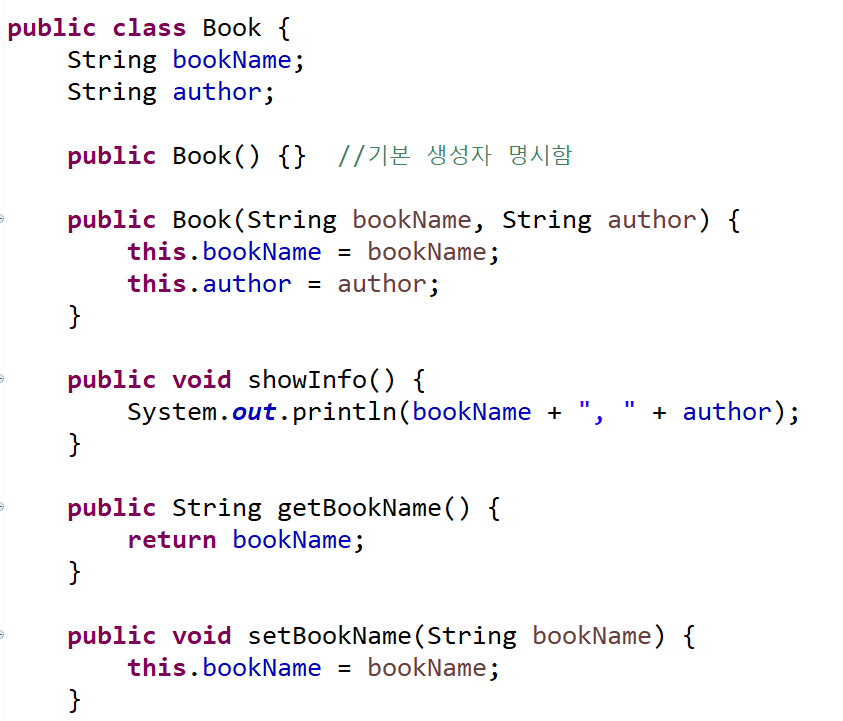 public class Book {
    String bookName;
    String author;

    public Book() {}  //기본 생성자 명시함

    public Book(String bookName, String author) {
        this.bookName = bookName;
        this.author = author;
    }

    public void showInfo() {
        System.out.println(bookName + ", " + author);
    }

    public String getBookName() {
        return bookName;
    }

    public void setBookName(String bookName) {
        this.bookName = bookName;
    }